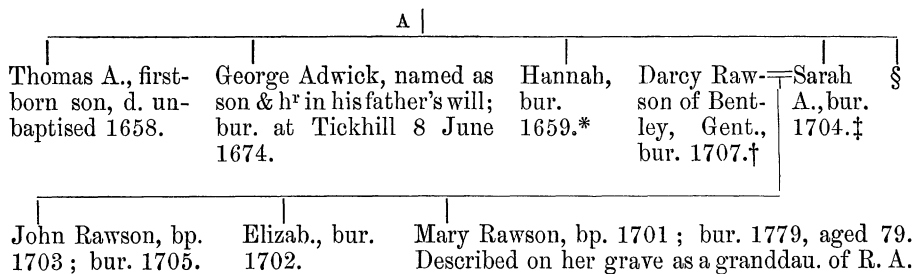 A
Thomas A., first-
born son, d. un-
baptised 1658.
George Adwick, named as
son & hʳ in his father's will;
bur. at Tickhill 8 June
1674.
Hannah,
bur.
1659.*
Darcy Raw-
son of Bent-
ley, Gent.,
bur. 1707.†
Sarah
A., bur.
1704.‡
§
John Rawson, bp.
1703 ; bur. 1705.
Elizab., bur.
1702.
Mary Rawson, bp. 1701 ; bur. 1779, aged 79.
Described on her grave as a granddau. of R. A.